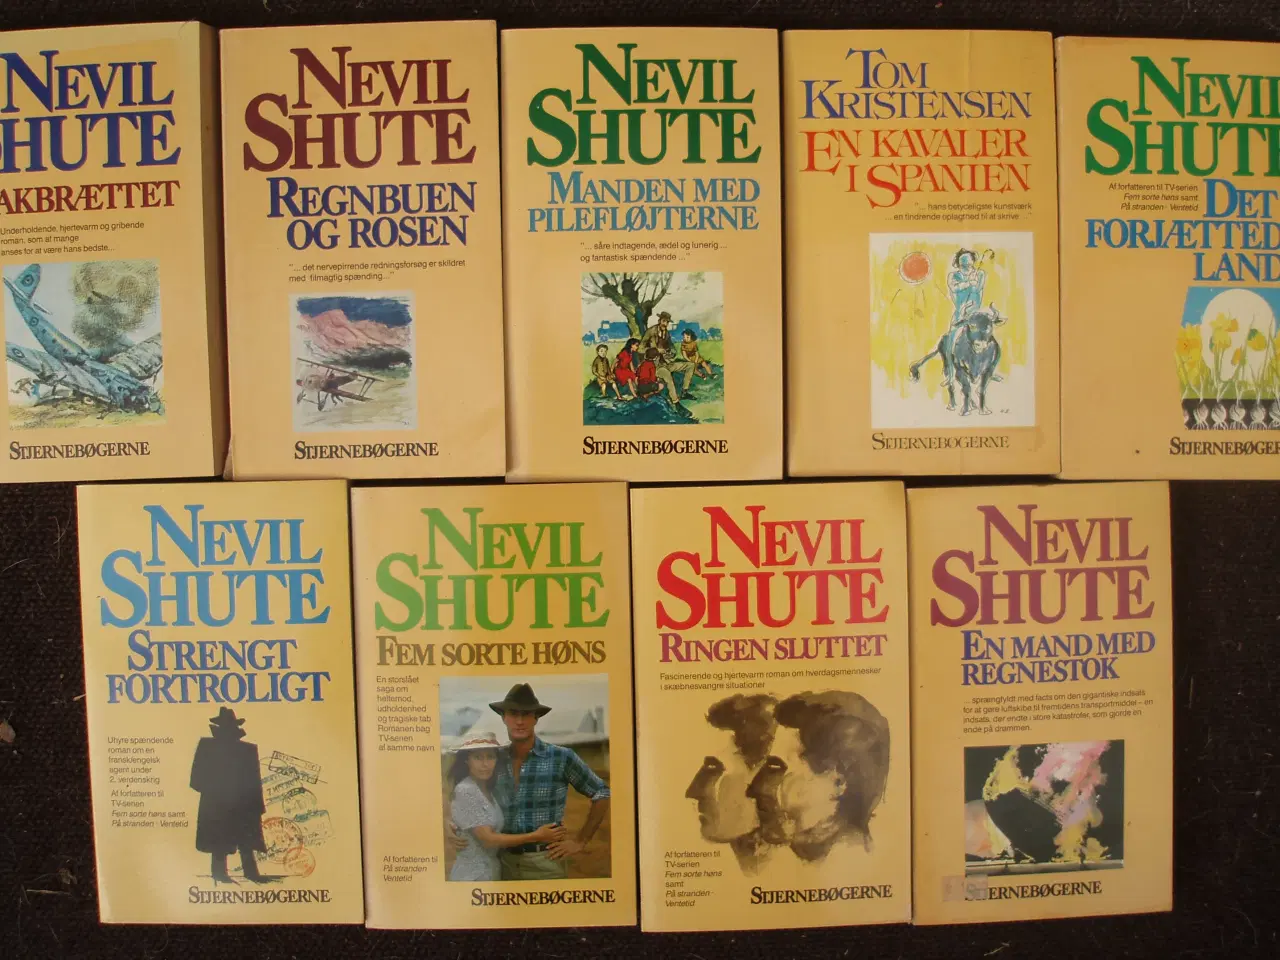 NEVIL
SHUTE
AKBRÆTTET
Underholdende, hjertevarm og gribende
roman, som af mange
anses for at være hans bedste...
STJERNEBØGERNE
NEVIL
SHUTE
REGNBUEN
OG ROSEN
"... det nervepirrende redningsforsøg er skildret
med filmagtig spænding..."
STJERNEBØGERNE
NEVIL
SHUTE
MANDEN MED
PILEFLØJTERNE
"... såre indtagende, ædel og lunerig ...
og fantastisk spændende ..."
STJERNEBØGERNE
TOM
KRISTENSEN
EN KAVALER
I SPANIEN
"... hans betydeligste kunstværk
... en tindrende oplagthed til at skrive ..."
STJERNEBØGERNE
NEVIL
SHUTE
Af forfatteren til TV-serien
Fem sorte høns samt
På stranden · Ventetid
DET
FORJÆTTED
LAND
STJERNEBØGER
NEVIL
SHUTE
STRENGT
FORTROLIGT
Uhyre spændende
roman om en
fransk/engelsk
agent under
2. verdenskrig
Af forfatteren til
TV-serien
Fem sorte høns samt
På stranden · Ventetid
STJERNEBØGERNE
NEVIL
SHUTE
FEM SORTE HØNS
En storslået
saga om
heltemod,
udholdenhed
og tragiske tab
Romanen bag
TV-serien
af samme navn
Af forfatteren til
På stranden
Ventetid
STJERNEBØGERNE
NEVIL
SHUTE
RINGEN SLUTTET
Fascinerende og hjertevarm roman om hverdagsmennesker
i skæbnesvangre situationer
Af forfatteren til
TV-serien
Fem sorte høns
samt
På stranden ·
Ventetid
STJERNEBØGERNE
NEVIL
SHUTE
EN MAND MED
REGNESTOK
... sprængfyldt med facts om den gigantiske indsats
for at gøre luftskibe til fremtidens transportmiddel – en
indsats, der endte i store katastrofer, som gjorde en
ende på drømmen.
STJERNEBØGERNE